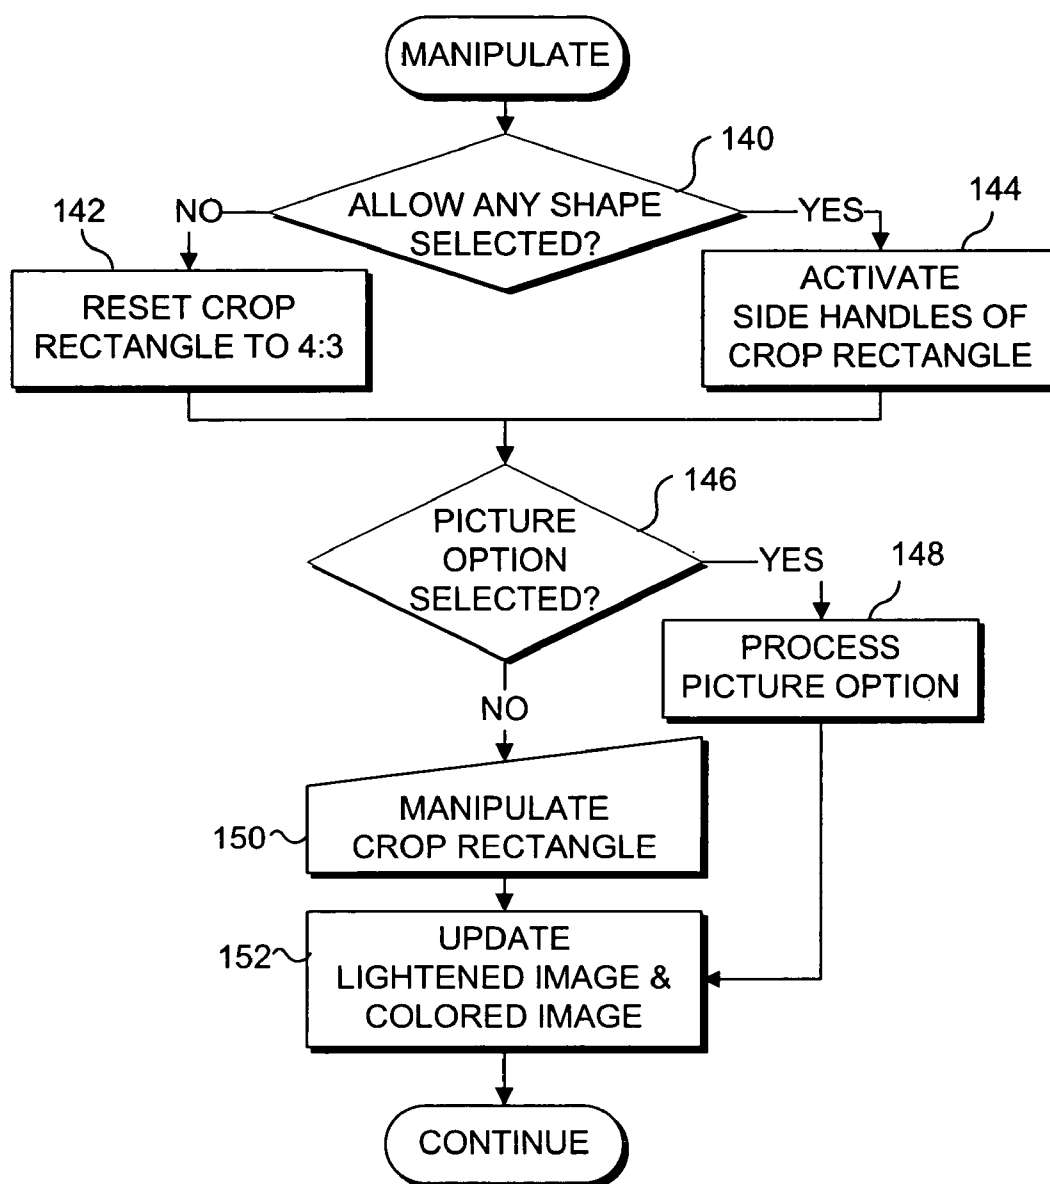 MANIPULATE
140
ALLOW ANY SHAPE
SELECTED?
NO
YES
142
144
RESET CROP
RECTANGLE TO 4:3
ACTIVATE
SIDE HANDLES OF
CROP RECTANGLE
146
PICTURE
OPTION
SELECTED?
YES
148
PROCESS
PICTURE OPTION
NO
150
MANIPULATE
CROP RECTANGLE
152
UPDATE
LIGHTENED IMAGE &
COLORED IMAGE
CONTINUE